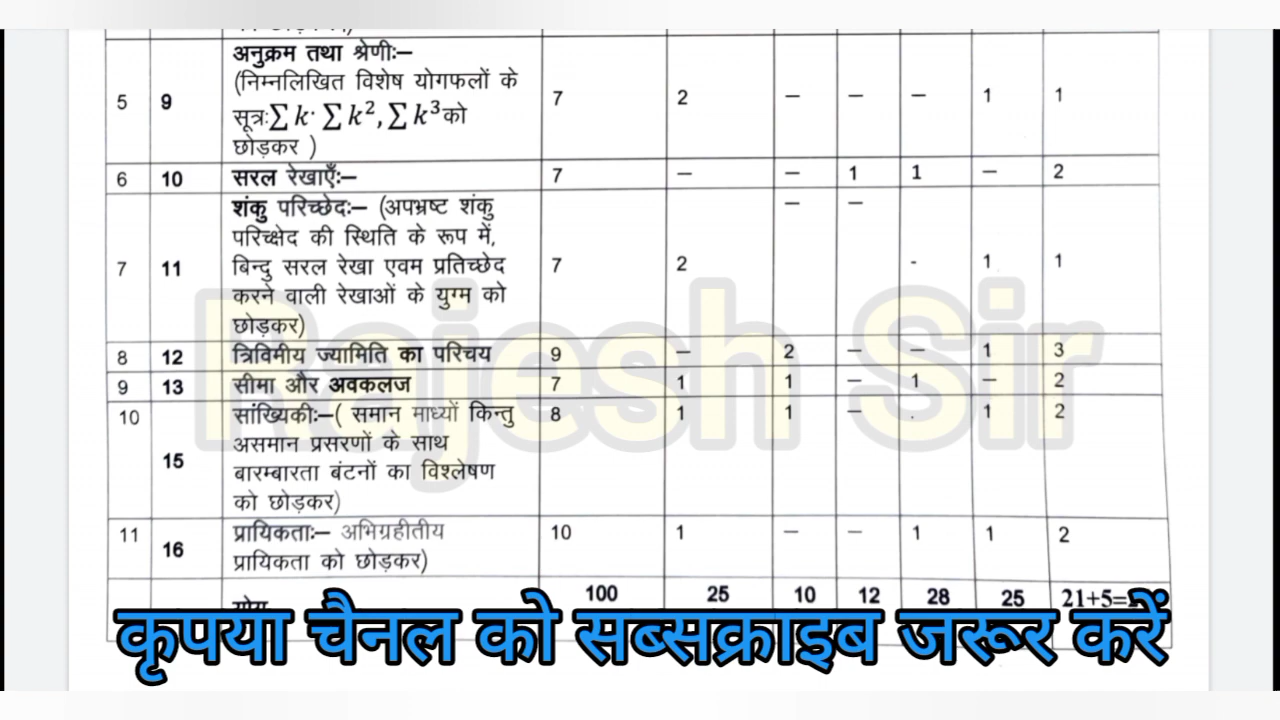 5 9 अनुक्रम तथा श्रेणीः– 7 2 – – – 1 1
(निम्नलिखित विशेष योगफलों के
सूत्रः∑ k· ∑ k², ∑ k³ को
छोड़कर )
6 10 सरल रेखाएँः– 7 – – 1 1 – 2
7 11 शंकु परिच्छेदः– (अपभ्रष्ट शंकु 7 2 – – - 1 1
परिच्क्षेद की स्थिति के रूप में,
बिन्दु सरल रेखा एवम प्रतिच्छेद
करने वाली रेखाओं के युग्म को
छोड़कर)
8 12 त्रिविमीय ज्यामिति का परिचय 9 – 2 – – 1 3
9 13 सीमा और अवकलज 7 1 1 – 1 – 2
10 15 सांख्यिकीः–( समान माध्यों किन्तु 8 1 1 – . 1 2
असमान प्रसरणों के साथ
बारम्बारता बंटनों का विश्लेषण
को छोड़कर)
11 16 प्रायिकताः– अभिग्रहीतीय 10 1 – – 1 1 2
प्रायिकता को छोड़कर)
योग 100 25 10 12 28 25 21+5=
Rajesh Sir
कृपया चैनल को सब्सक्राइब जरूर करें